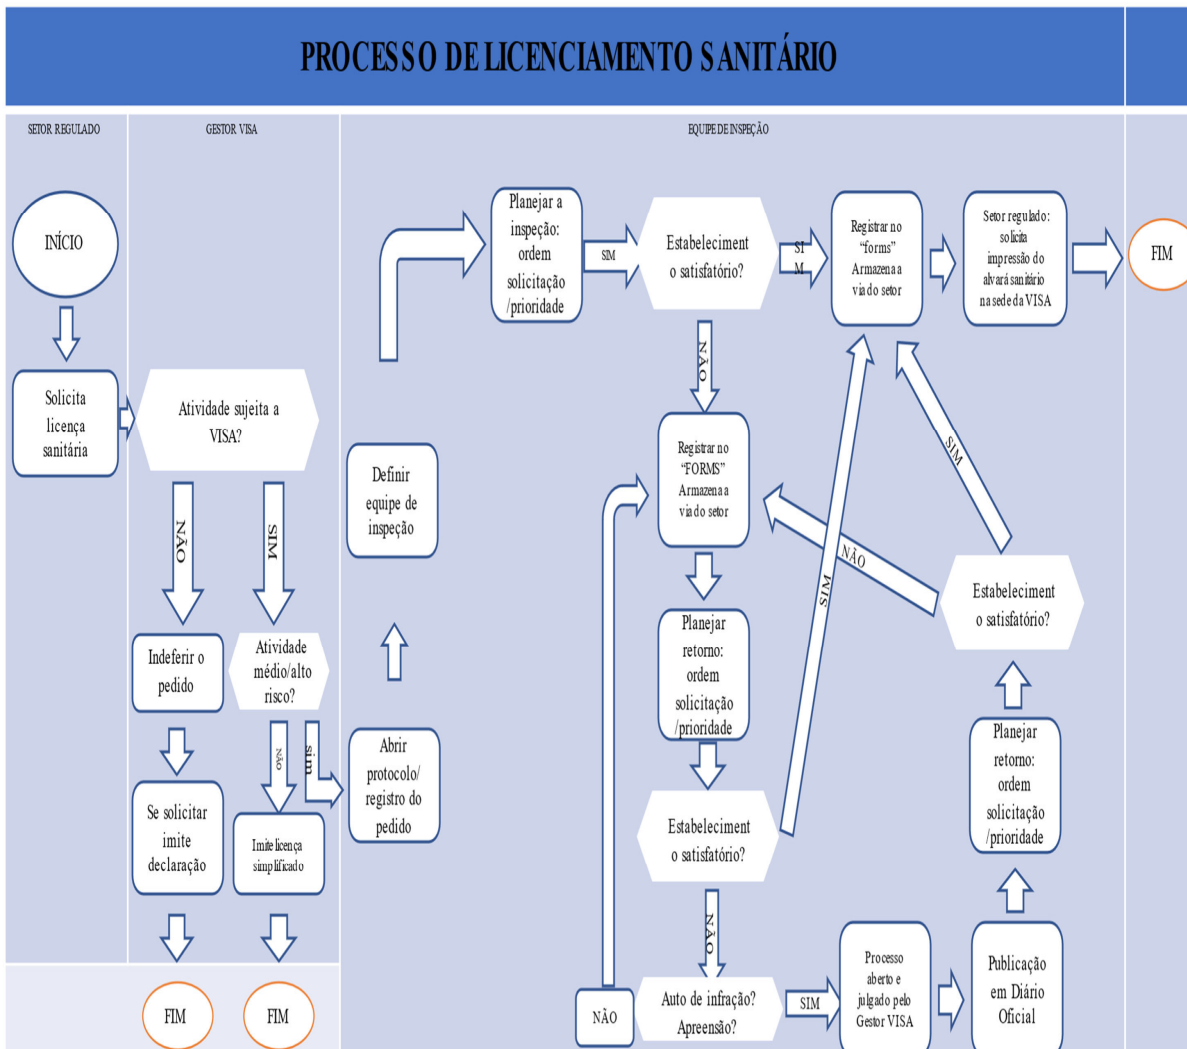 PROCESSO DE LICENCIAMENTO SANITÁRIO
SETOR REGULADO
GESTOR VISA
EQUIPE DE INSPEÇÃO
INÍCIO
Solicita
licença
sanitária
Atividade sujeita a
VISA?
NÃO
SIM
Indeferir o
pedido
Atividade
médio/alto
risco?
NÃO
sim
Se solicitar
imite
declaração
Imite licença
simplificado
FIM
FIM
Abrir
protocolo/
registro do
pedido
Definir
equipe de
inspeção
Planejar a
inspeção:
ordem
solicitação
/prioridade
SIM
Estabeleciment
o satisfatório?
SI
M
Registrar no
"forms"
Armazena a
via do setor
Setor regulado:
solicita
impressão do
alvará sanitário
na sede da VISA
FIM
NÃO
Registrar no
"FORMS"
Armazena a
via do setor
Planejar
retorno:
ordem
solicitação
/prioridade
Estabeleciment
o satisfatório?
SIM
NÃO
Auto de infração?
Apreensão?
NÃO
SIM
Processo
aberto e
julgado pelo
Gestor VISA
Publicação
em Diário
Oficial
Planejar
retorno:
ordem
solicitação
/prioridade
Estabeleciment
o satisfatório?
NÃO
SIM